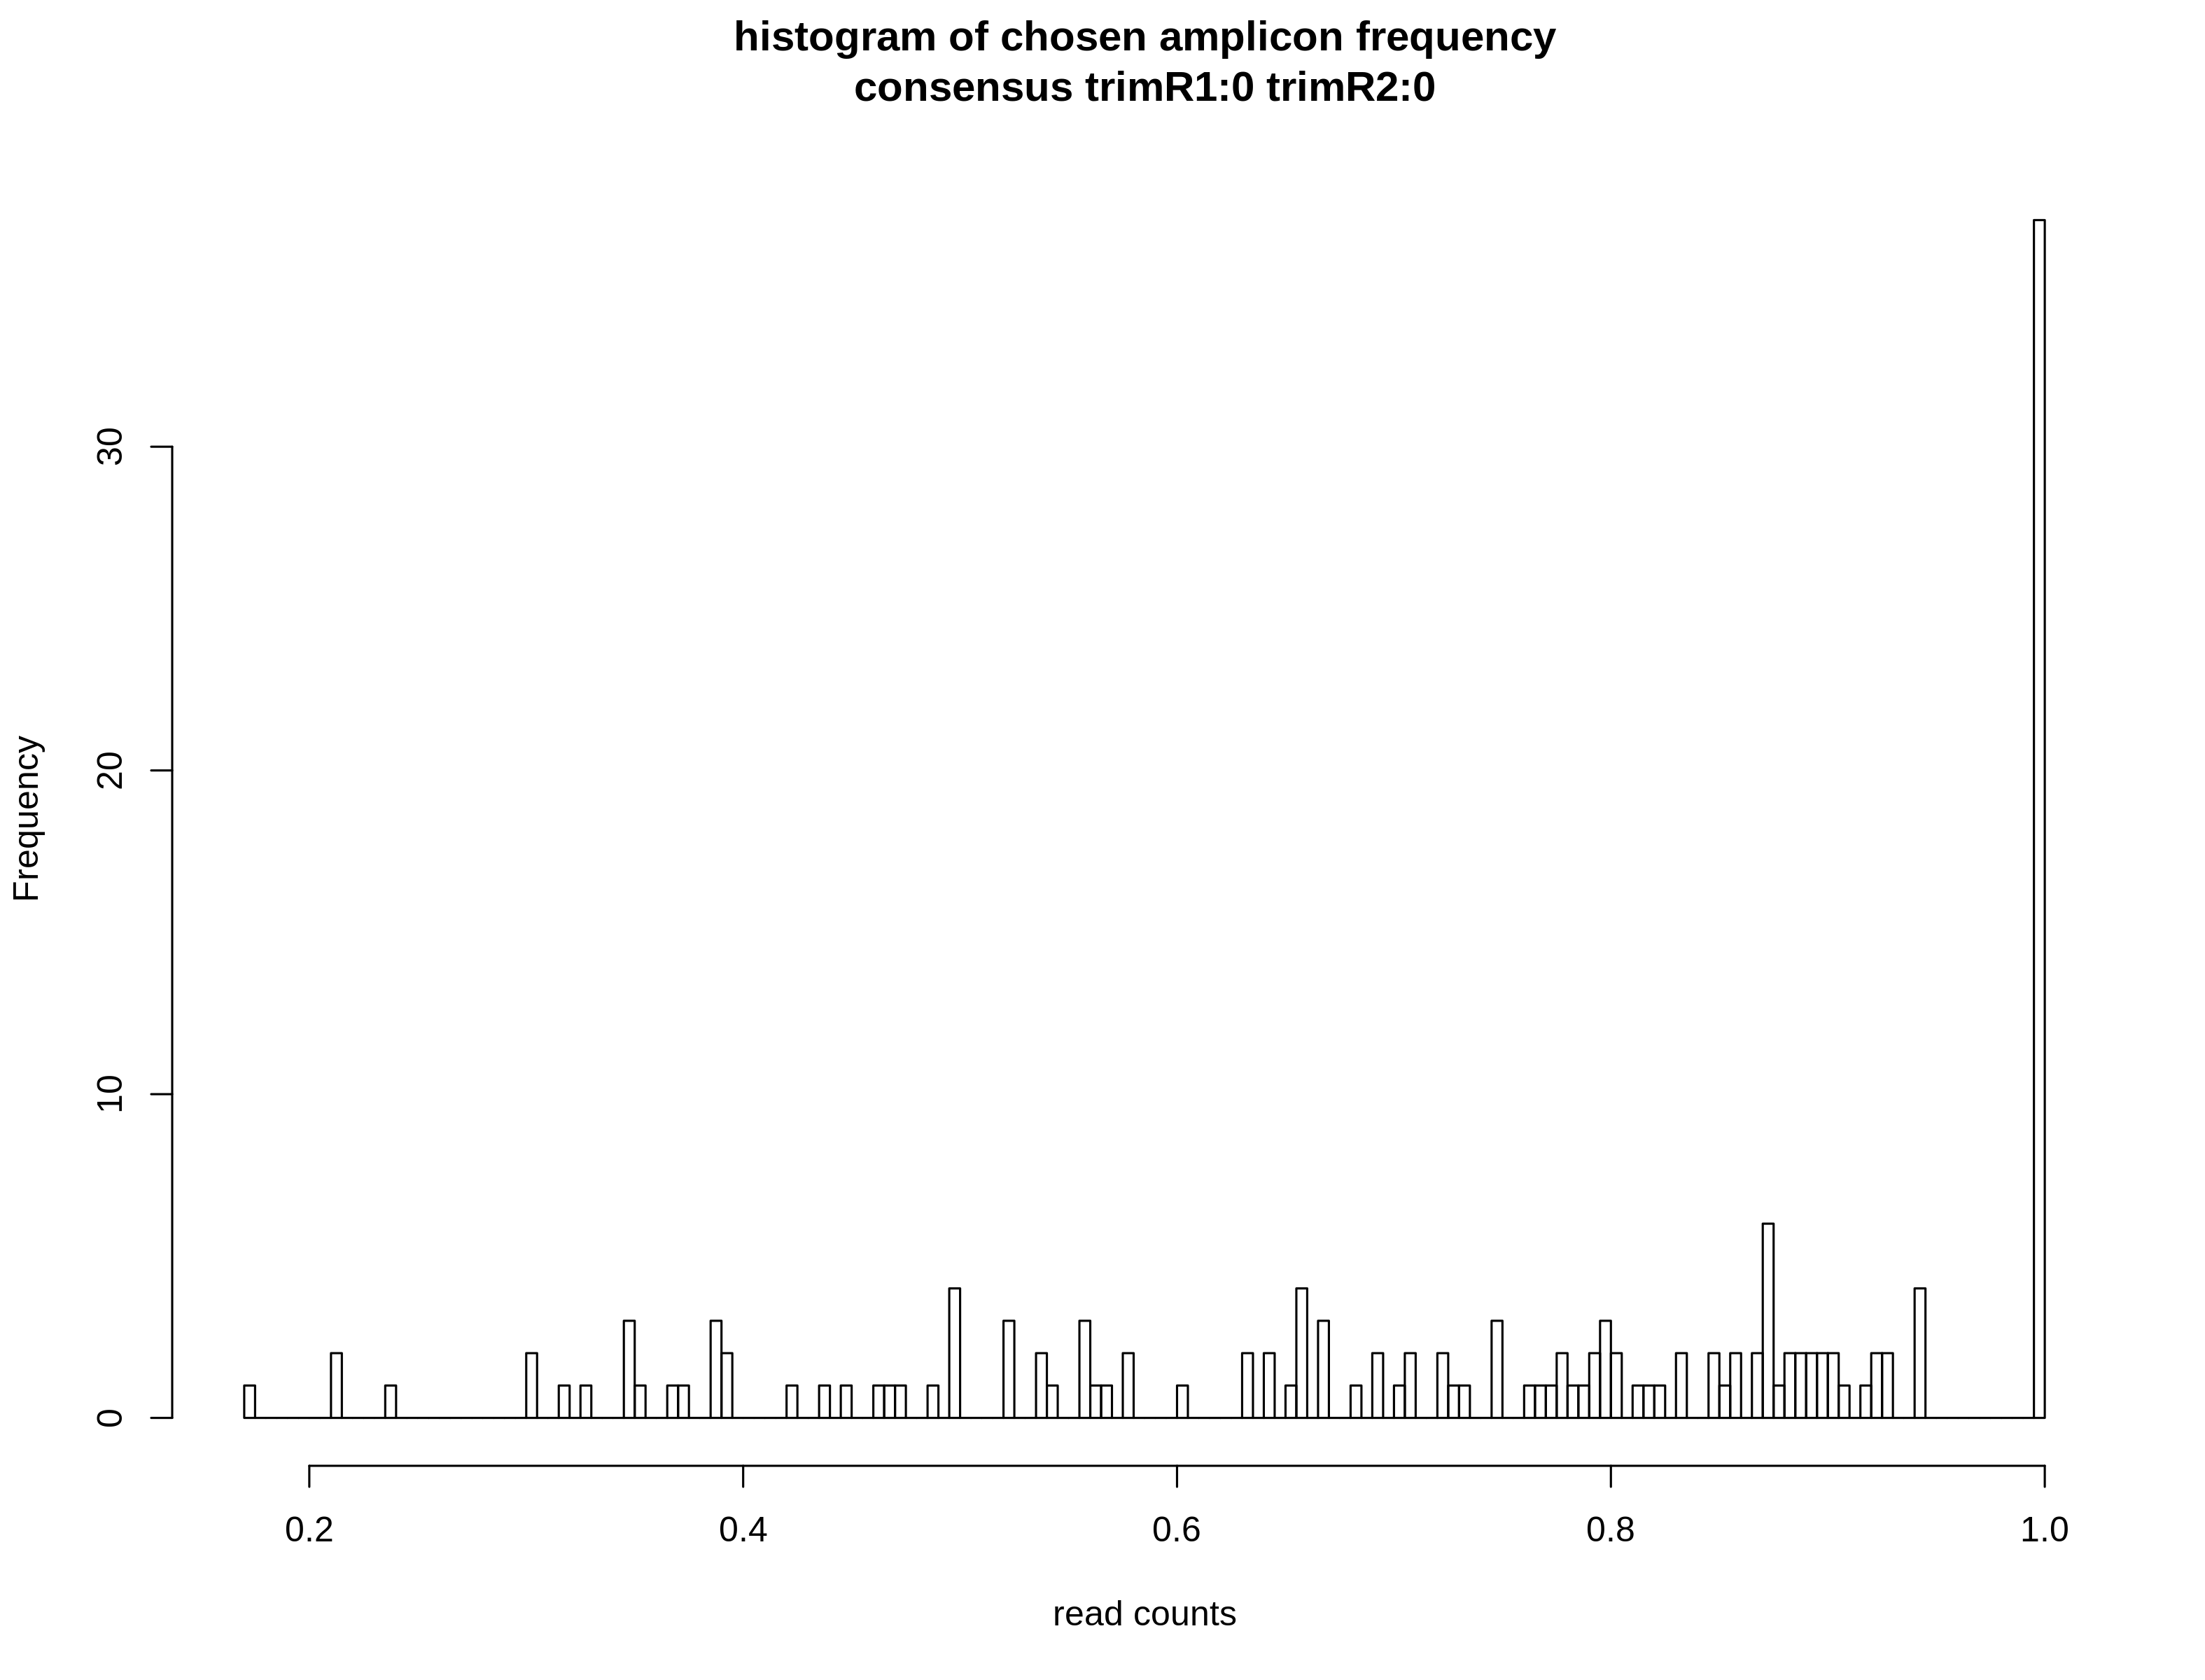 histogram of chosen amplicon frequency
consensus trimR1:0 trimR2:0
Frequency
30
20
10
0
0.2 0.4 0.6 0.8 1.0
read counts